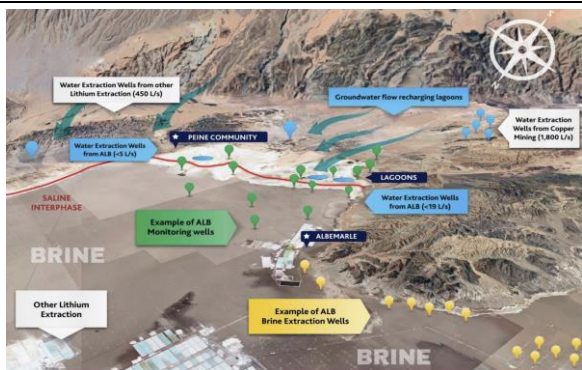 Water Extraction Wells from other
Lithium Extraction (450 L/s)
Groundwater flow recharging lagoons
Water Extraction
Wells from Copper
Mining (1,800 L/s)
Water Extraction Wells
from ALB (<5 L/s)
PEINE COMMUNITY
LAGOONS
SALINE
INTERPHASE
Water Extraction Wells
from ALB (<19 L/s)
Example of ALB
Monitoring wells
ALBEMARLE
BRINE
Other Lithium
Extraction
Example of ALB
Brine Extraction Wells
BRINE